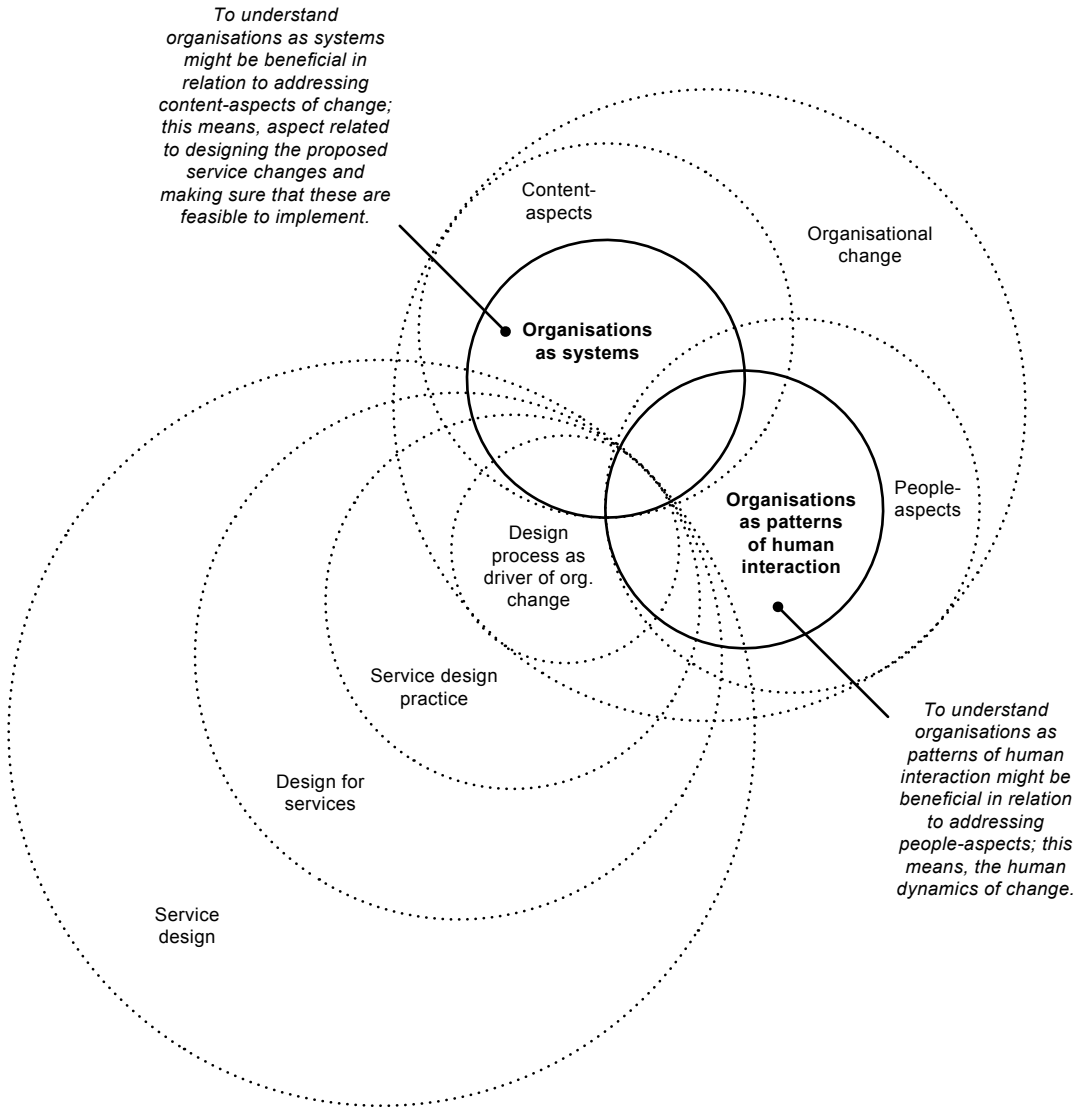 To understand
organisations as systems
might be beneficial in
relation to addressing
content-aspects of change;
this means, aspect related
to designing the proposed
service changes and
making sure that these are
feasible to implement.
Content-
aspects
Organisational
change
Organisations
as systems
People-
aspects
Organisations
as patterns
of human
interaction
Design
process as
driver of org.
change
Service design
practice
Design for
services
Service
design
To understand
organisations as
patterns of human
interaction might be
beneficial in relation
to addressing
people-aspects; this
means, the human
dynamics of change.